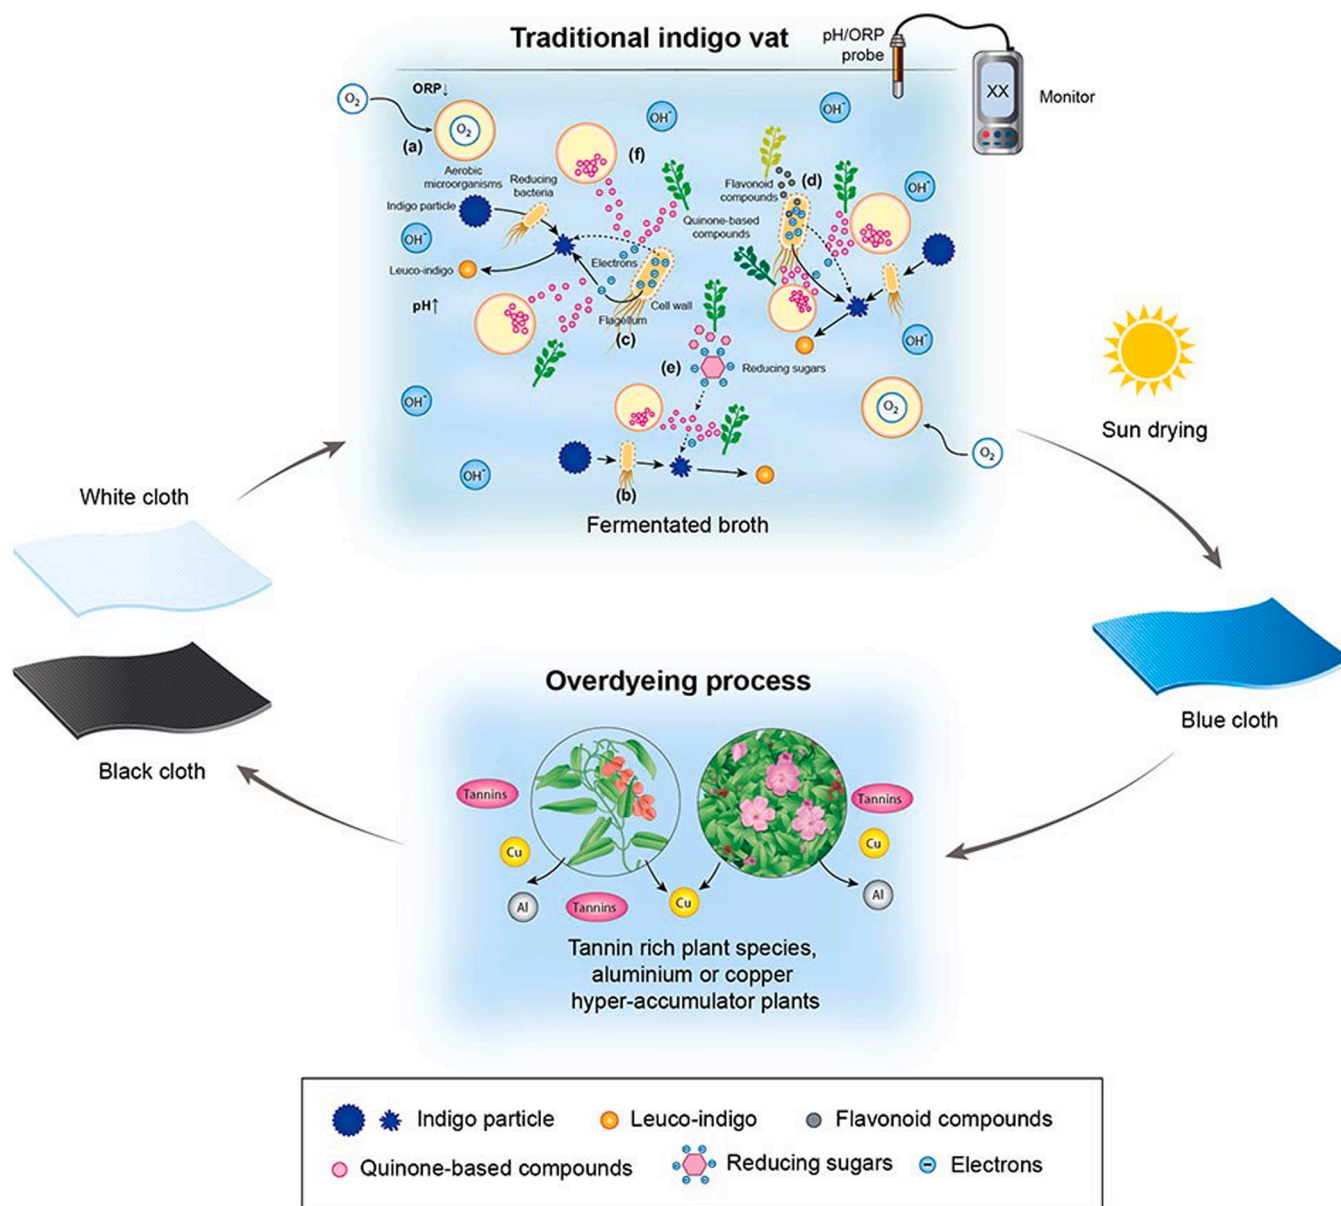 Traditional indigo vat
pH/ORP
probe
XX
Monitor
ORP↓
O₂
O₂
(a)
Aerobic
microorganisms
Reducing
bacteria
Indigo particle
OH⁻
Leuco-indigo
pH↑
(f)
OH⁻
Electrons
Cell wall
Flagellum
(c)
OH⁻
Flavonoid
compounds
(d)
Quinone-based
compounds
OH⁻
(e)
Reducing sugars
OH⁻
OH⁻
O₂
O₂
OH⁻
(b)
Fermentated broth
Sun drying
White cloth
Black cloth
Blue cloth
Overdyeing process
Tannins
Cu
Al
Tannins
Cu
Tannins
Cu
Al
Tannin rich plant species,
aluminium or copper
hyper-accumulator plants
Indigo particle
Leuco-indigo
Flavonoid compounds
Quinone-based compounds
Reducing sugars
Electrons